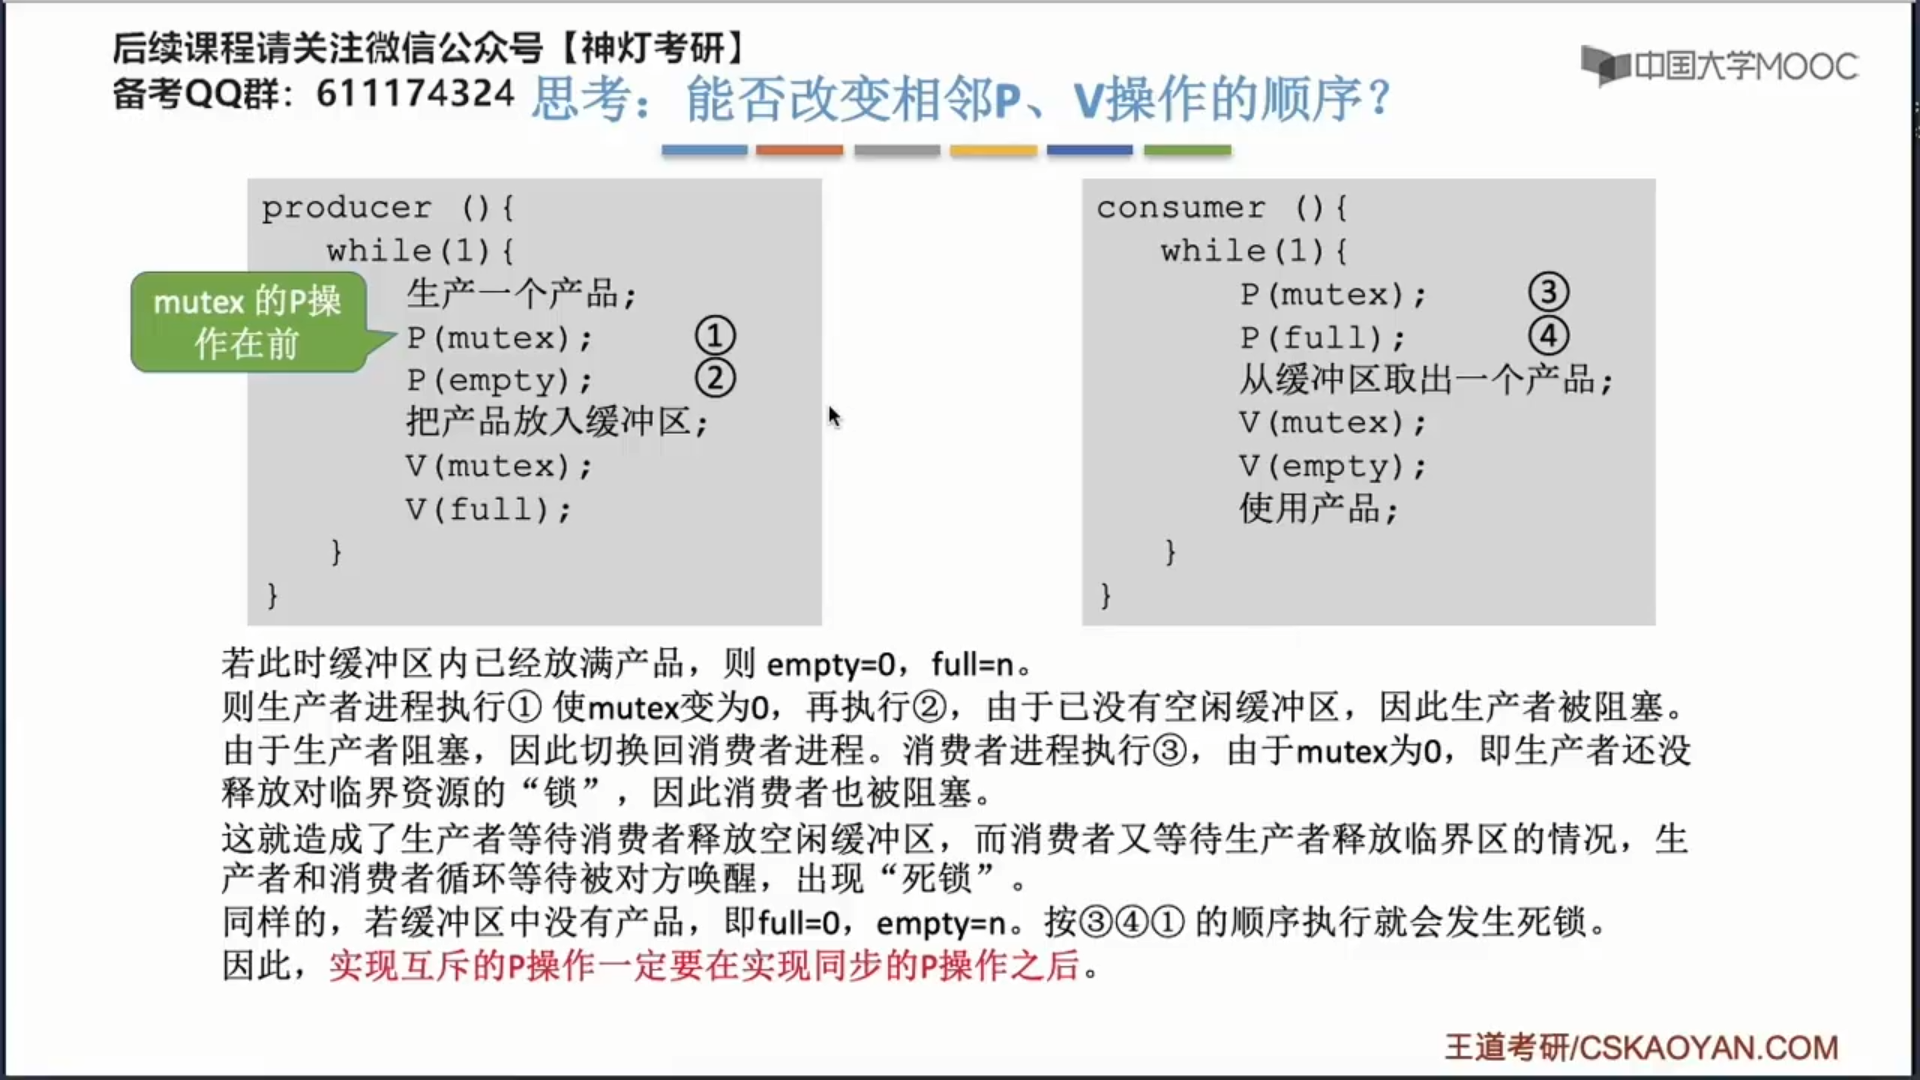 后续课程请关注微信公众号【神灯考研】
备考QQ群：611174324
中国大学MOOC
思考：能否改变相邻P、V操作的顺序？
producer (){
while(1){
生产一个产品;
P(mutex); ①
P(empty); ②
把产品放入缓冲区;
V(mutex);
V(full);
}
}
mutex 的P操
作在前
consumer (){
while(1){
P(mutex); ③
P(full); ④
从缓冲区取出一个产品;
V(mutex);
V(empty);
使用产品;
}
}
若此时缓冲区内已经放满产品，则 empty=0，full=n。
则生产者进程执行① 使mutex变为0，再执行②，由于已没有空闲缓冲区，因此生产者被阻塞。
由于生产者阻塞，因此切换回消费者进程。消费者进程执行③，由于mutex为0，即生产者还没
释放对临界资源的“锁”，因此消费者也被阻塞。
这就造成了生产者等待消费者释放空闲缓冲区，而消费者又等待生产者释放临界区的情况，生
产者和消费者循环等待被对方唤醒，出现“死锁”。
同样的，若缓冲区中没有产品，即full=0，empty=n。按③④① 的顺序执行就会发生死锁。
因此，实现互斥的P操作一定要在实现同步的P操作之后。
王道考研/CSKAOYAN.COM